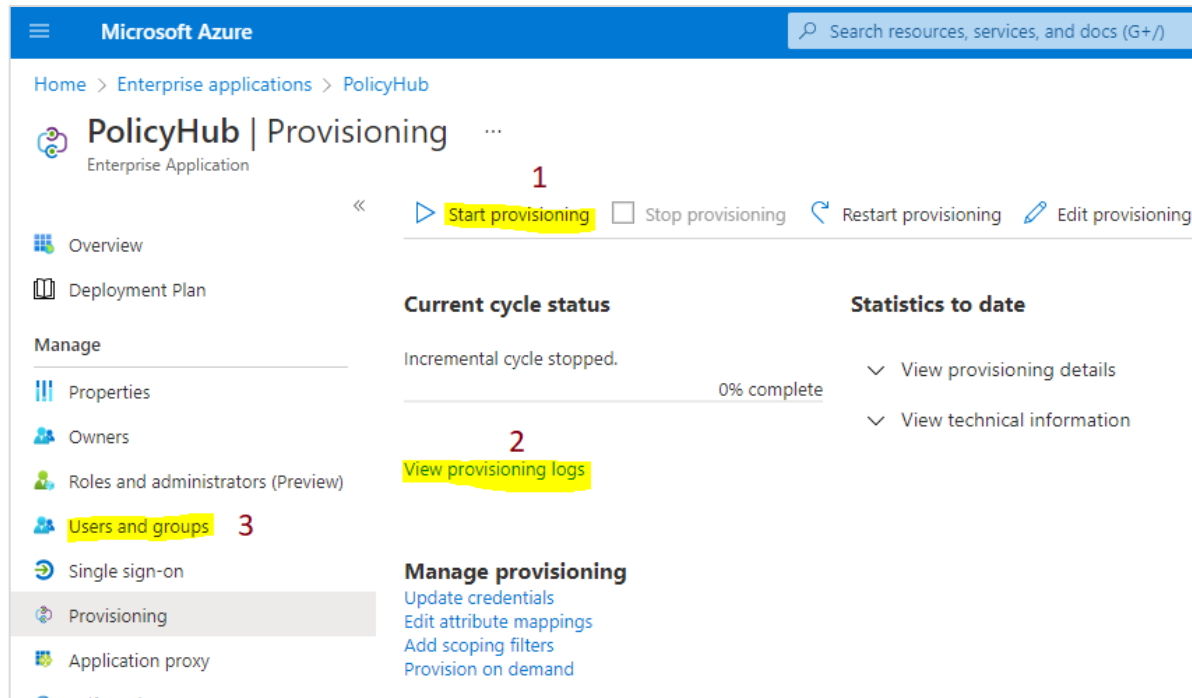 Microsoft Azure
Search resources, services, and docs (G+/)
Home > Enterprise applications > PolicyHub
PolicyHub | Provisioning ...
Enterprise Application
1
«
Start provisioning Stop provisioning Restart provisioning Edit provisioning
Overview
Deployment Plan
Manage
Properties
Owners
Roles and administrators (Preview)
Users and groups 3
Single sign-on
Provisioning
Application proxy
Current cycle status
Incremental cycle stopped.
0% complete
2
View provisioning logs
Manage provisioning
Update credentials
Edit attribute mappings
Add scoping filters
Provision on demand
Statistics to date
View provisioning details
View technical information